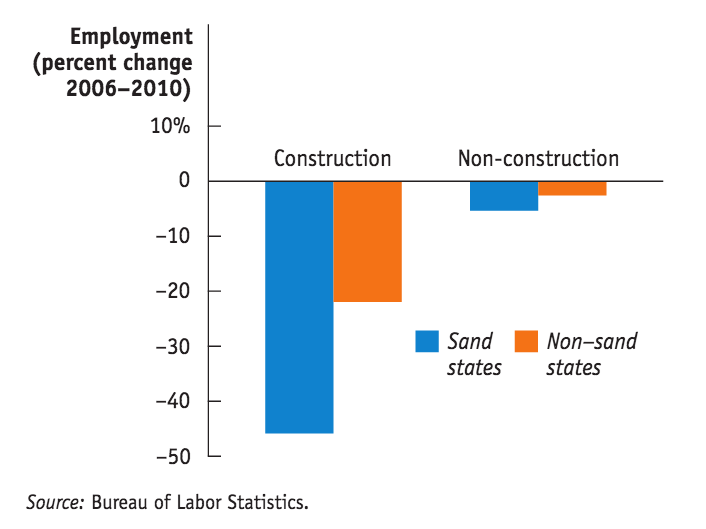 Employment
(percent change
2006–2010)
10%
Construction
Non-construction
0
–10
–20
–30
Sand
states
Non–sand
states
–40
–50
Source: Bureau of Labor Statistics.